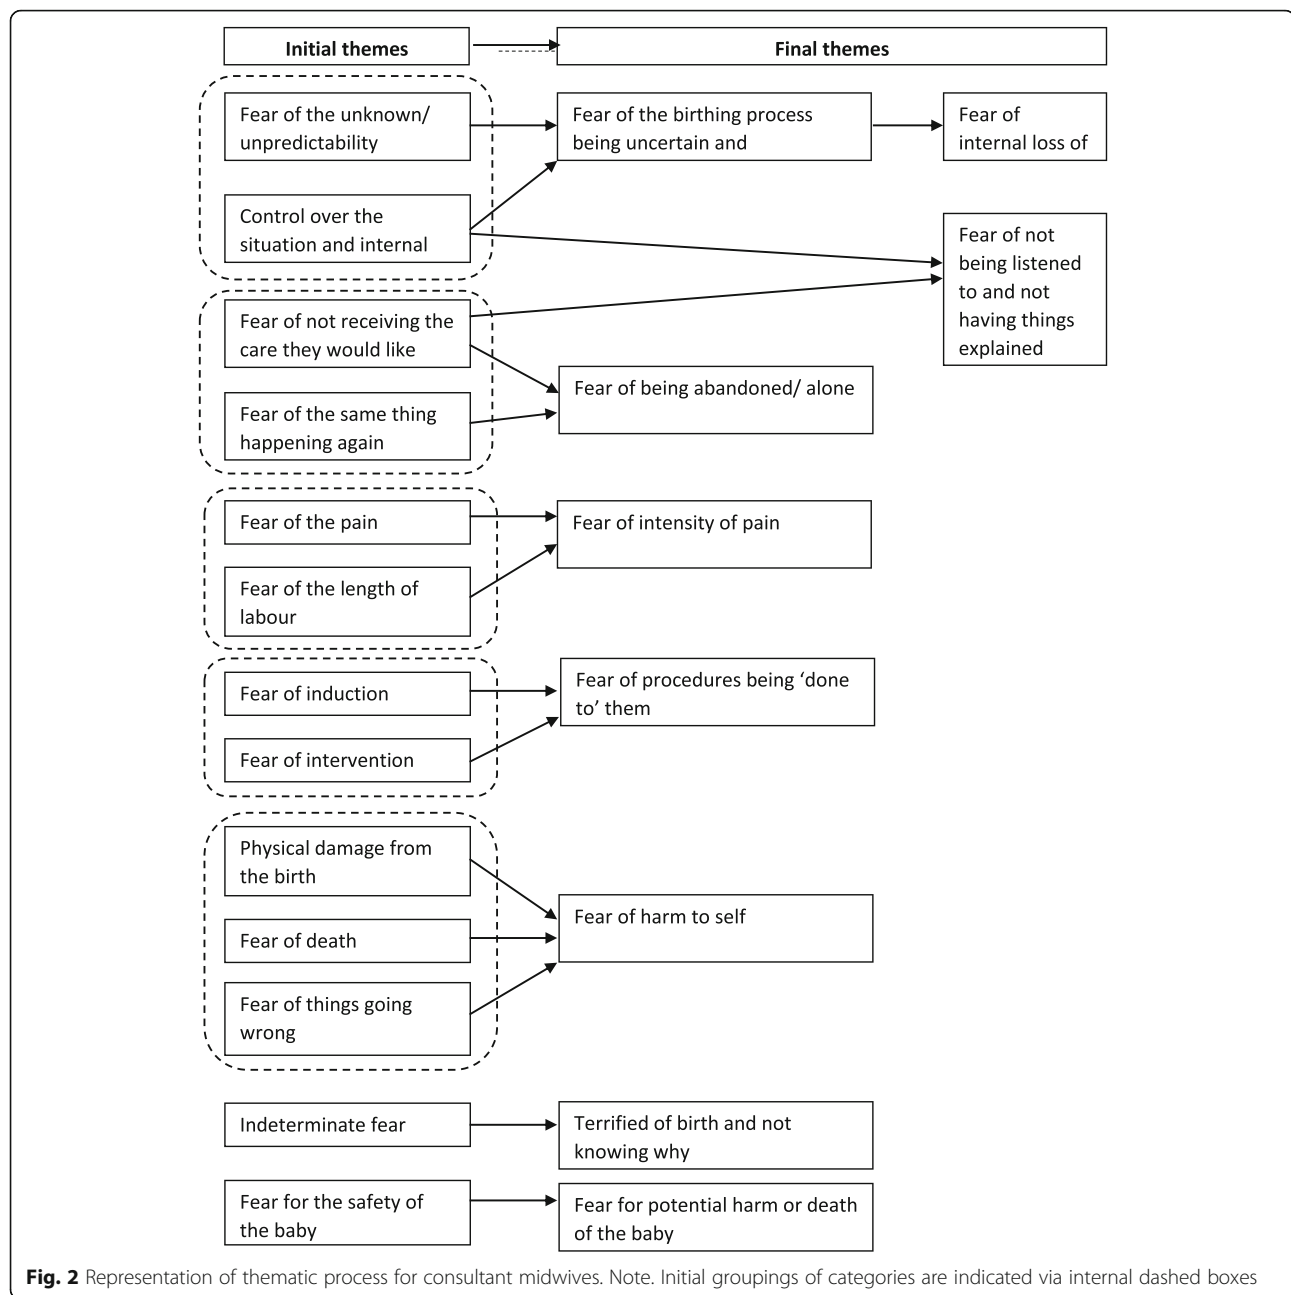 Initial themes
Final themes
Fear of the unknown/
unpredictability
Fear of the birthing process
being uncertain and
Fear of
internal loss of
Control over the
situation and internal
Fear of not
being listened
to and not
having things
explained
Fear of not receiving the
care they would like
Fear of being abandoned/ alone
Fear of the same thing
happening again
Fear of the pain
Fear of intensity of pain
Fear of the length of
labour
Fear of induction
Fear of procedures being ‘done
to’ them
Fear of intervention
Physical damage from
the birth
Fear of harm to self
Fear of death
Fear of things going
wrong
Indeterminate fear
Terrified of birth and not
knowing why
Fear for the safety of
the baby
Fear for potential harm or death
of the baby
Fig. 2 Representation of thematic process for consultant midwives. Note. Initial groupings of categories are indicated via internal dashed boxes